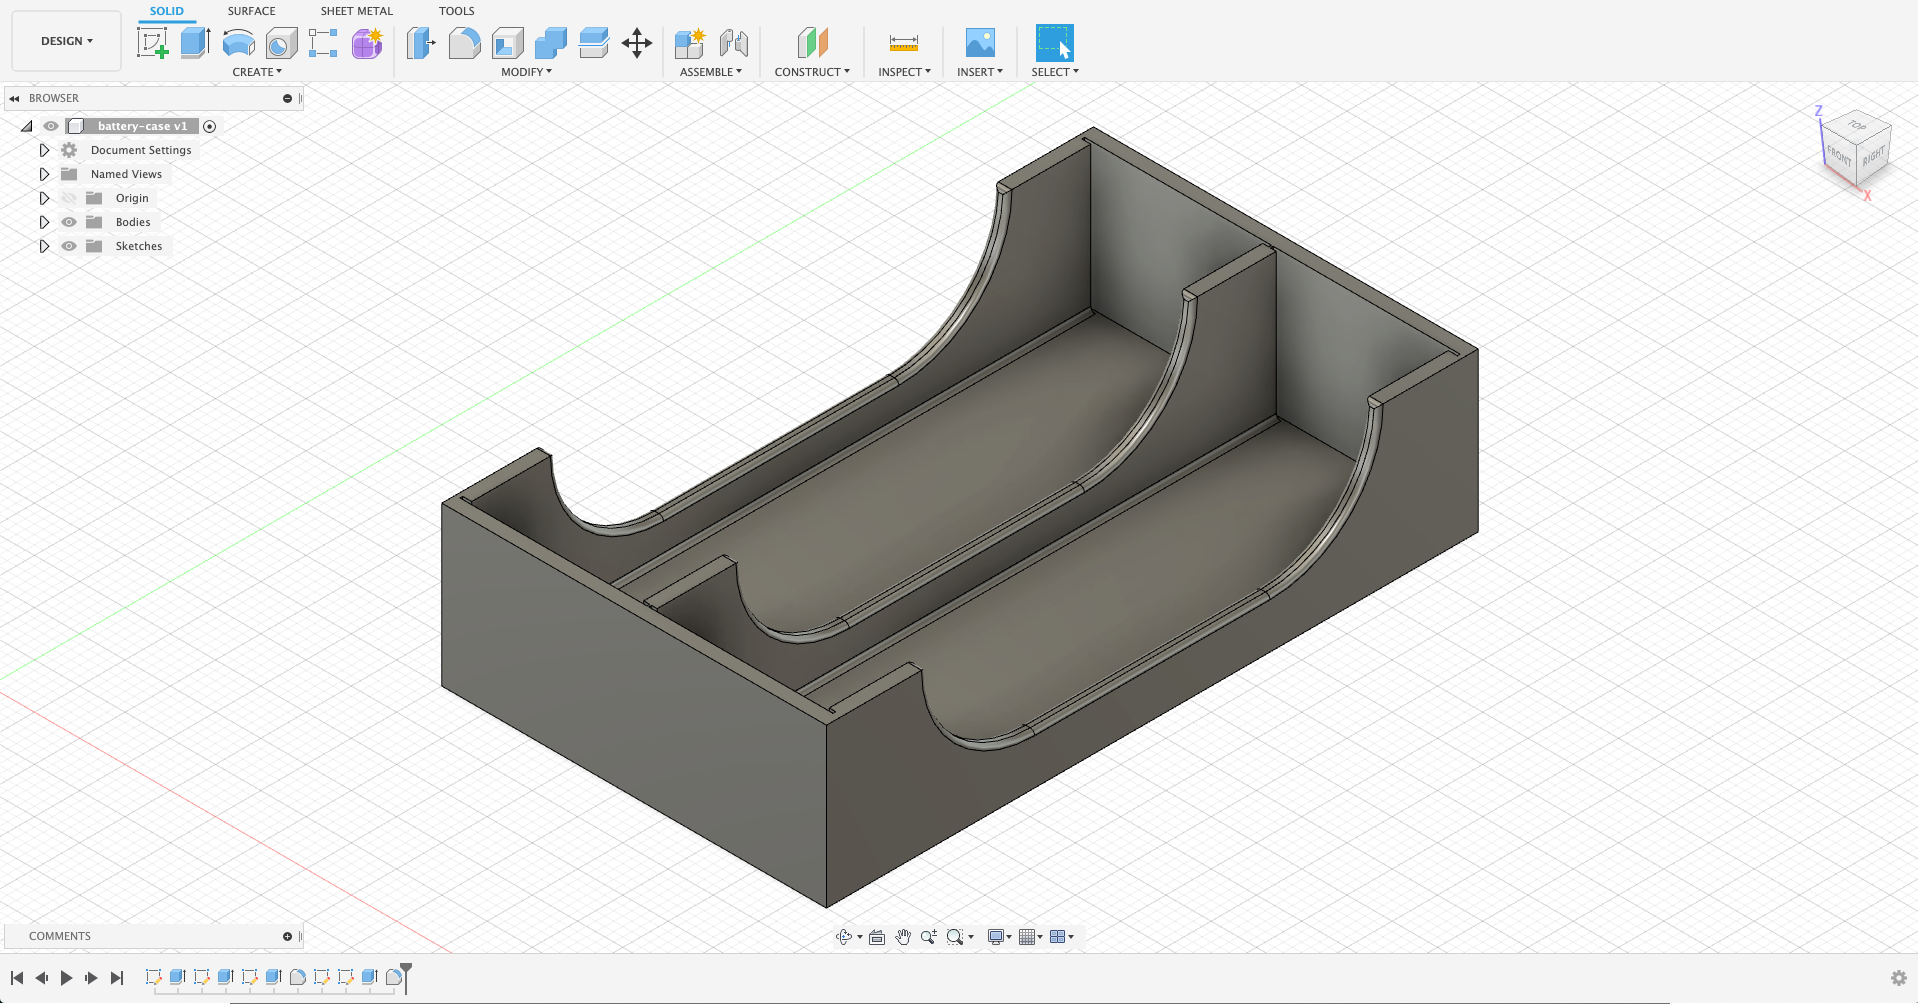 SOLID SURFACE SHEET METAL TOOLS
DESIGN
CREATE MODIFY ASSEMBLE CONSTRUCT INSPECT INSERT SELECT
BROWSER
battery-case v1
Document Settings
Named Views
Origin
Bodies
Sketches
Z
TOP
FRONT
RIGHT
X
COMMENTS